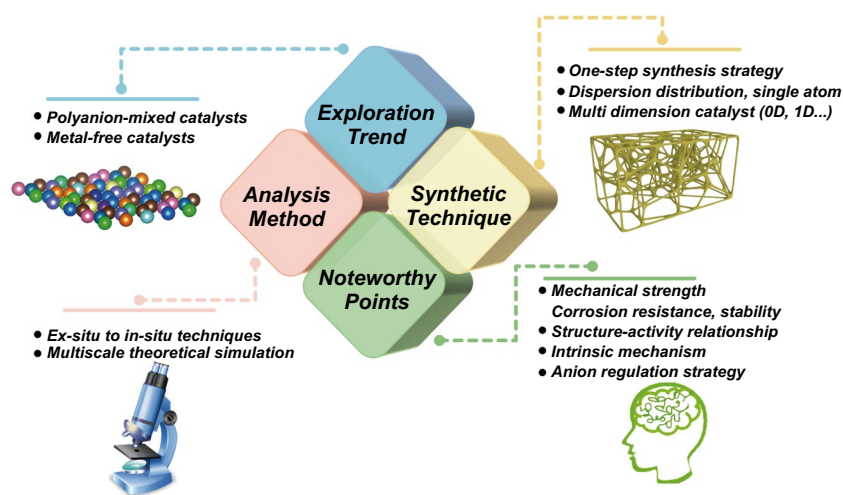 Exploration
Trend
● Polyanion-mixed catalysts
● Metal-free catalysts
Synthetic
Technique
● One-step synthesis strategy
● Dispersion distribution, single atom
● Multi dimension catalyst (0D, 1D...)
Analysis
Method
● Ex-situ to in-situ techniques
● Multiscale theoretical simulation
Noteworthy
Points
● Mechanical strength
Corrosion resistance, stability
● Structure-activity relationship
● Intrinsic mechanism
● Anion regulation strategy